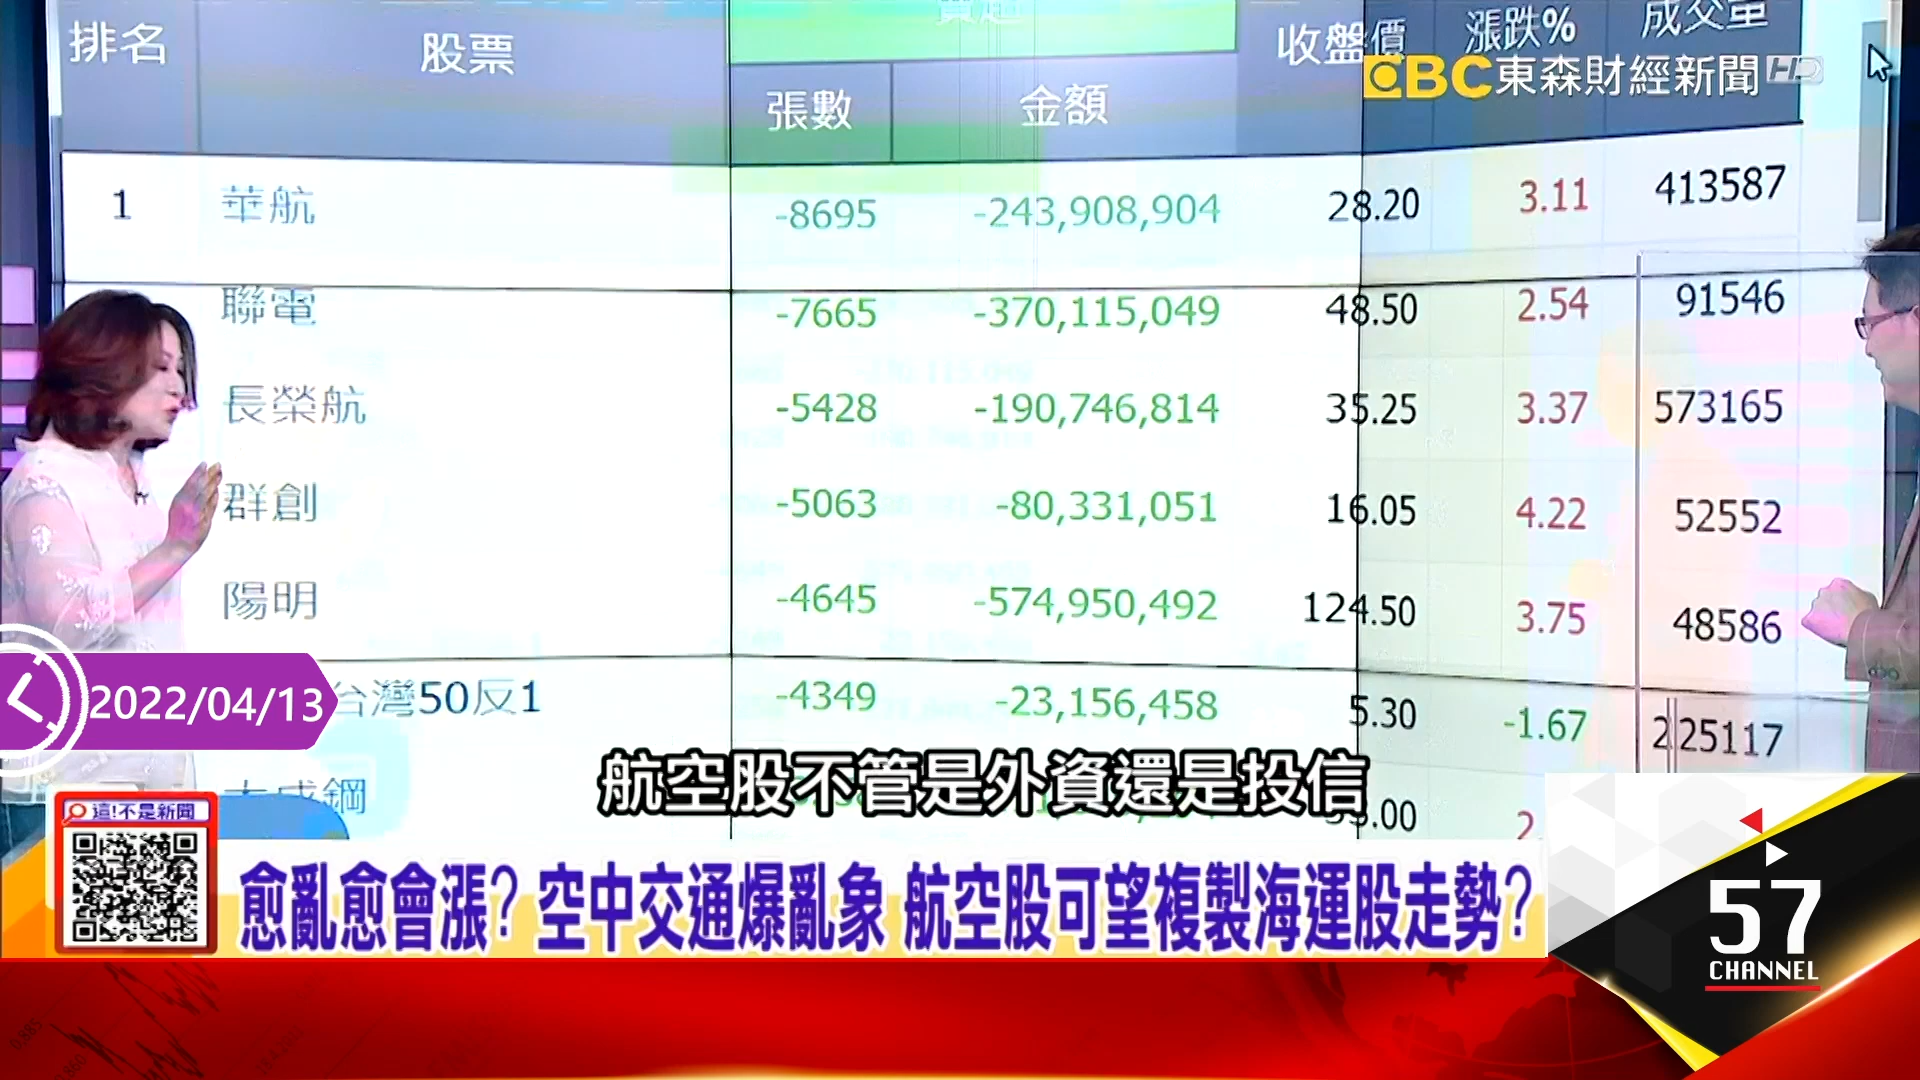 排名 股票 張數 金額 收盤價 漲跌% 成交量
EBC 東森財經新聞 HD
1 華航 -8695 -243,908,904 28.20 3.11 413587
聯電 -7665 -370,115,049 48.50 2.54 91546
長榮航 -5428 -190,746,814 35.25 3.37 573165
群創 -5063 -80,331,051 16.05 4.22 52552
陽明 -4645 -574,950,492 124.50 3.75 48586
台灣50反1 -4349 -23,156,458 5.30 -1.67 225117
2022/04/13
大成鋼
航空股不管是外資還是投信
這!不是新聞
愈亂愈會漲? 空中交通爆亂象 航空股可望複製海運股走勢?
57
CHANNEL